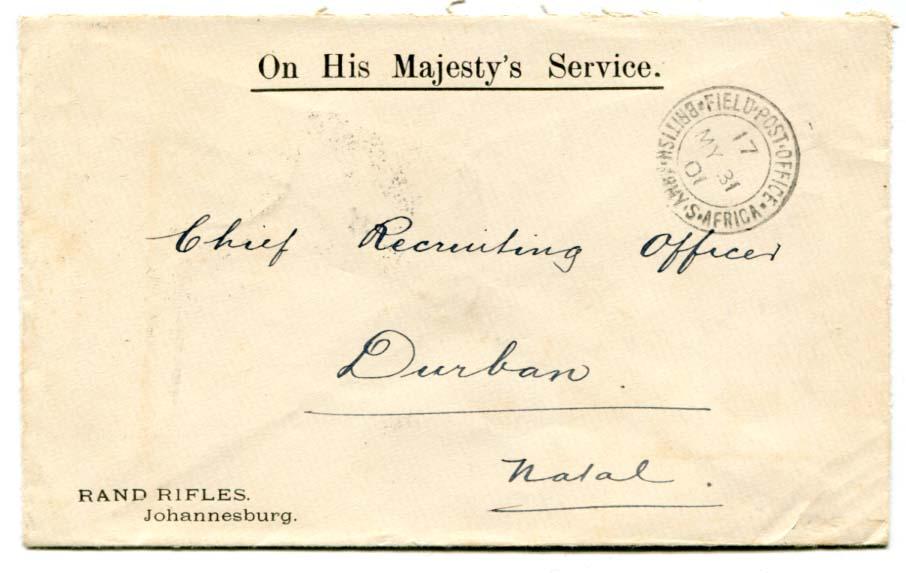 On His Majesty's Service.
BRITISH ARMY S. AFRICA
FIELD POST OFFICE
17
MY 31
01
Chief Recruiting Officer
Durban.
Natal.
RAND RIFLES.
Johannesburg.